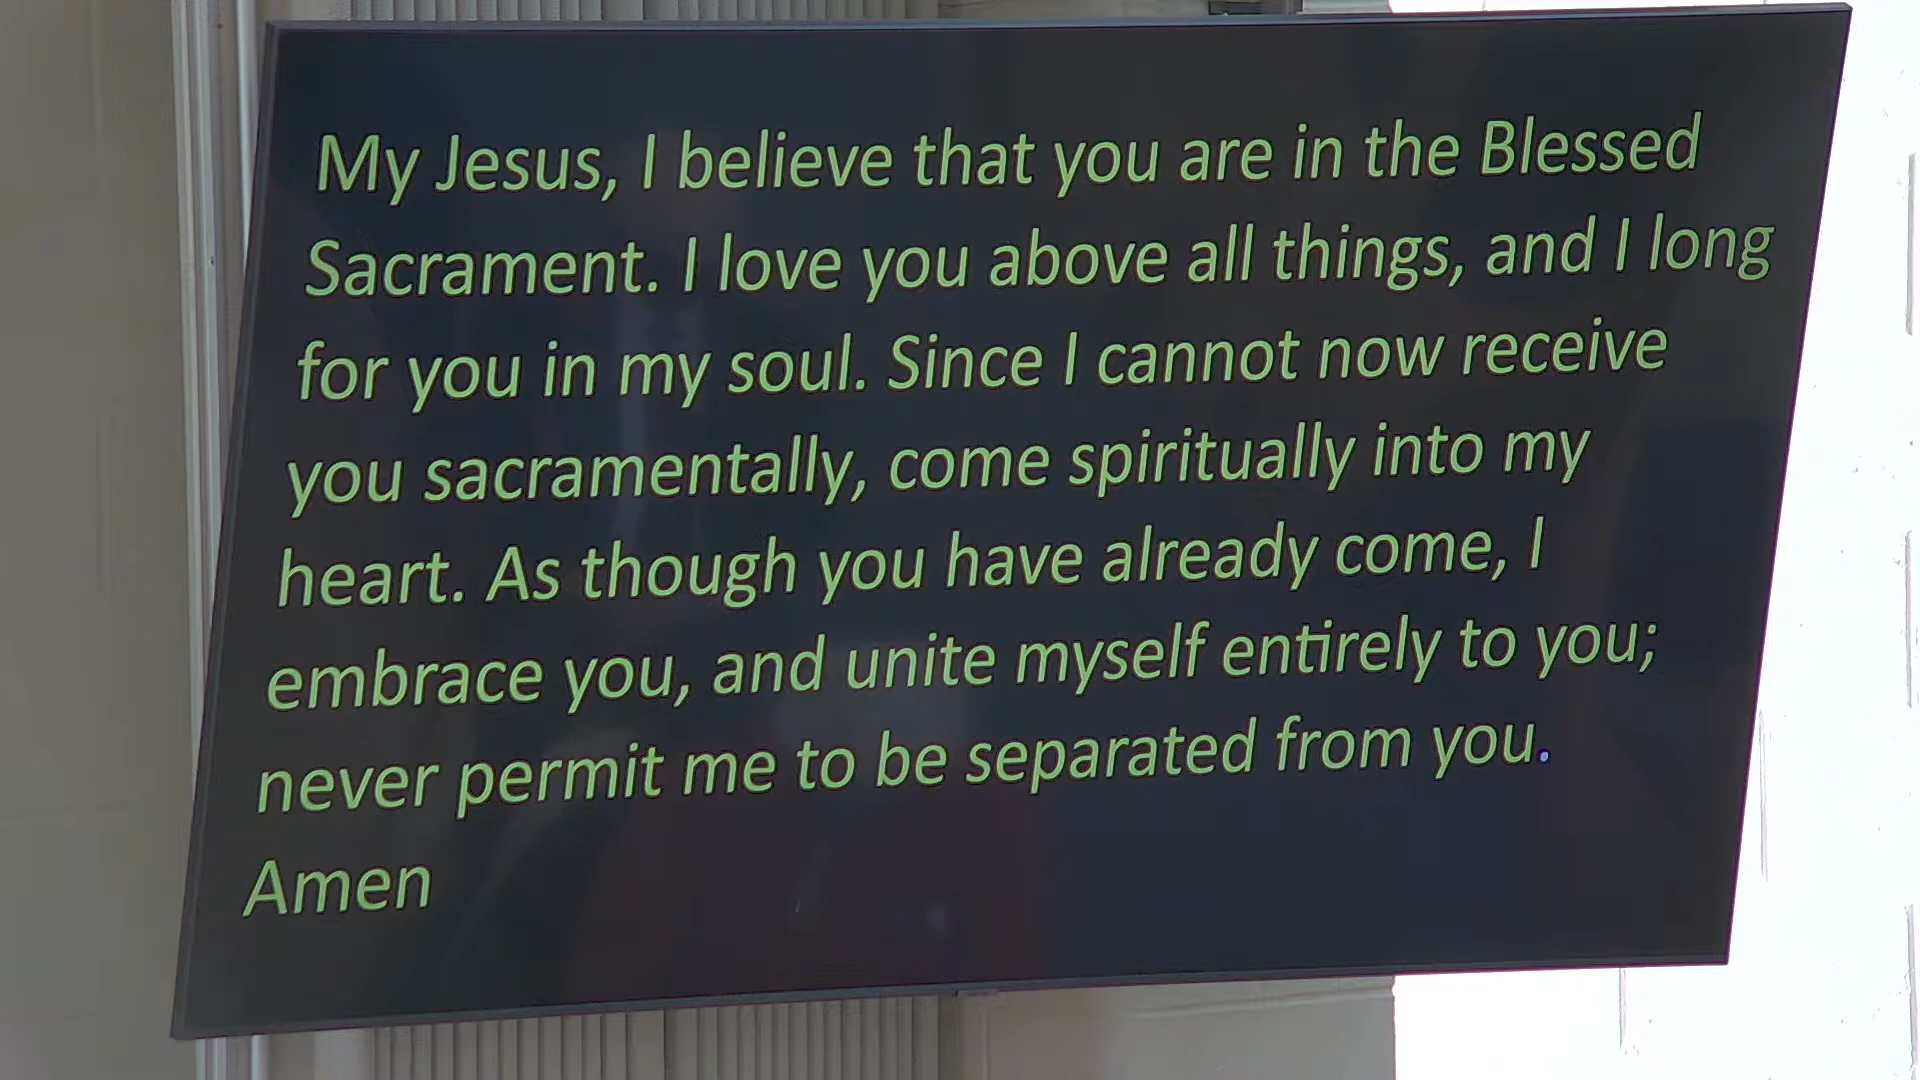 My Jesus, I believe that you are in the Blessed
Sacrament. I love you above all things, and I long
for you in my soul. Since I cannot now receive
you sacramentally, come spiritually into my
heart. As though you have already come, I
embrace you, and unite myself entirely to you;
never permit me to be separated from you.
Amen